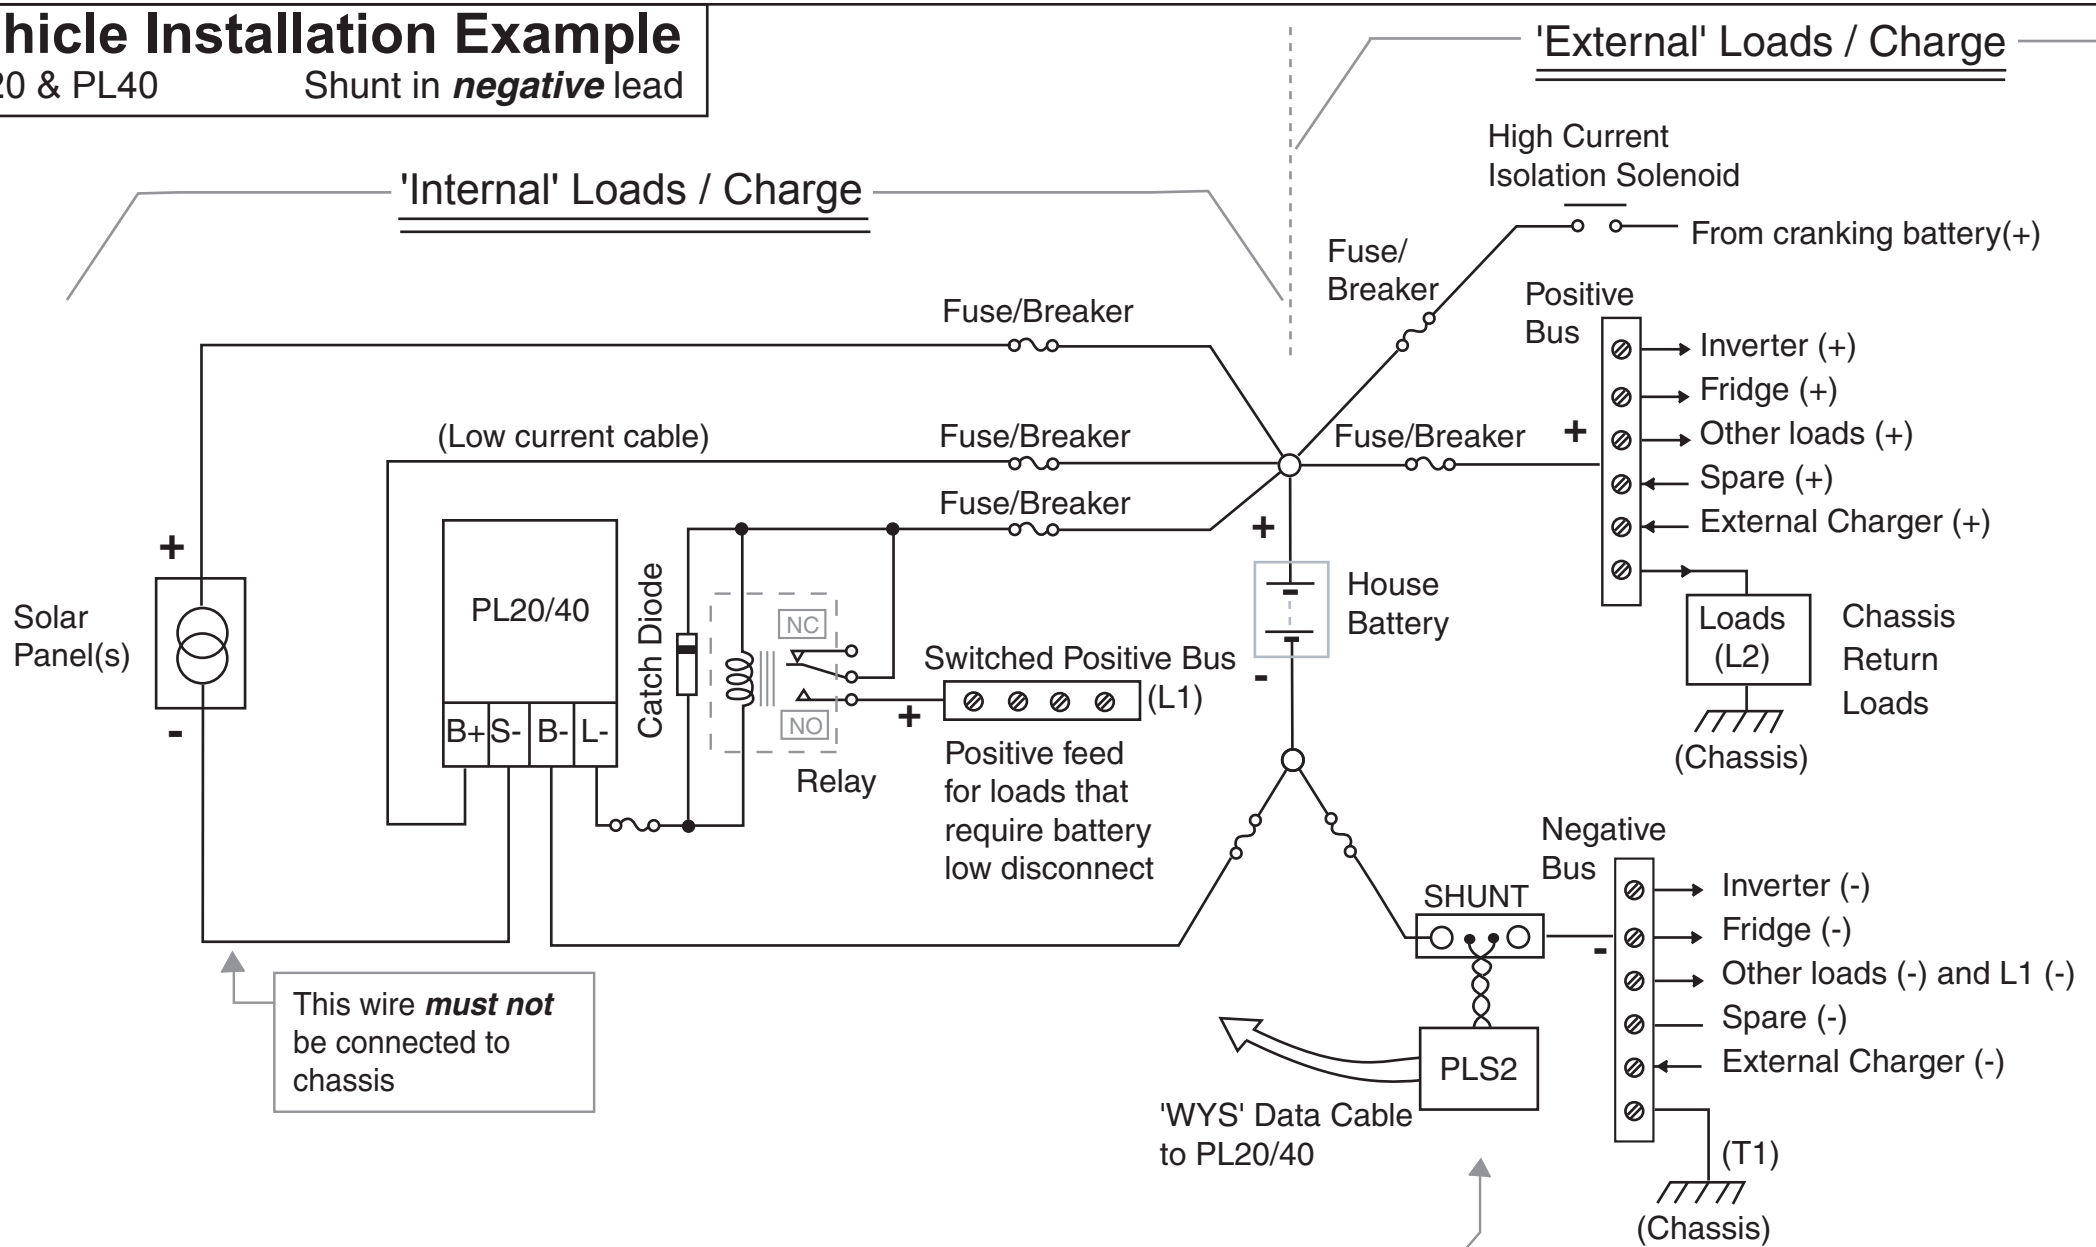 hicle Installation Example
20 & PL40 Shunt in negative lead
'External' Loads / Charge
'Internal' Loads / Charge
High Current
Isolation Solenoid
From cranking battery(+)
Fuse/
Breaker
Positive
Bus
Fuse/Breaker
(Low current cable)
Fuse/Breaker
Fuse/Breaker
Fuse/Breaker
+
Inverter (+)
Fridge (+)
Other loads (+)
Spare (+)
External Charger (+)
Loads
(L2)
Chassis
Return
Loads
(Chassis)
+
Solar
Panel(s)
-
PL20/40
B+ S- B- L-
Catch Diode
NC
NO
Relay
+
Switched Positive Bus
(L1)
Positive feed
for loads that
require battery
low disconnect
+
House
Battery
-
This wire must not
be connected to
chassis
SHUNT
Negative
Bus
-
Inverter (-)
Fridge (-)
Other loads (-) and L1 (-)
Spare (-)
External Charger (-)
PLS2
'WYS' Data Cable
to PL20/40
(T1)
(Chassis)